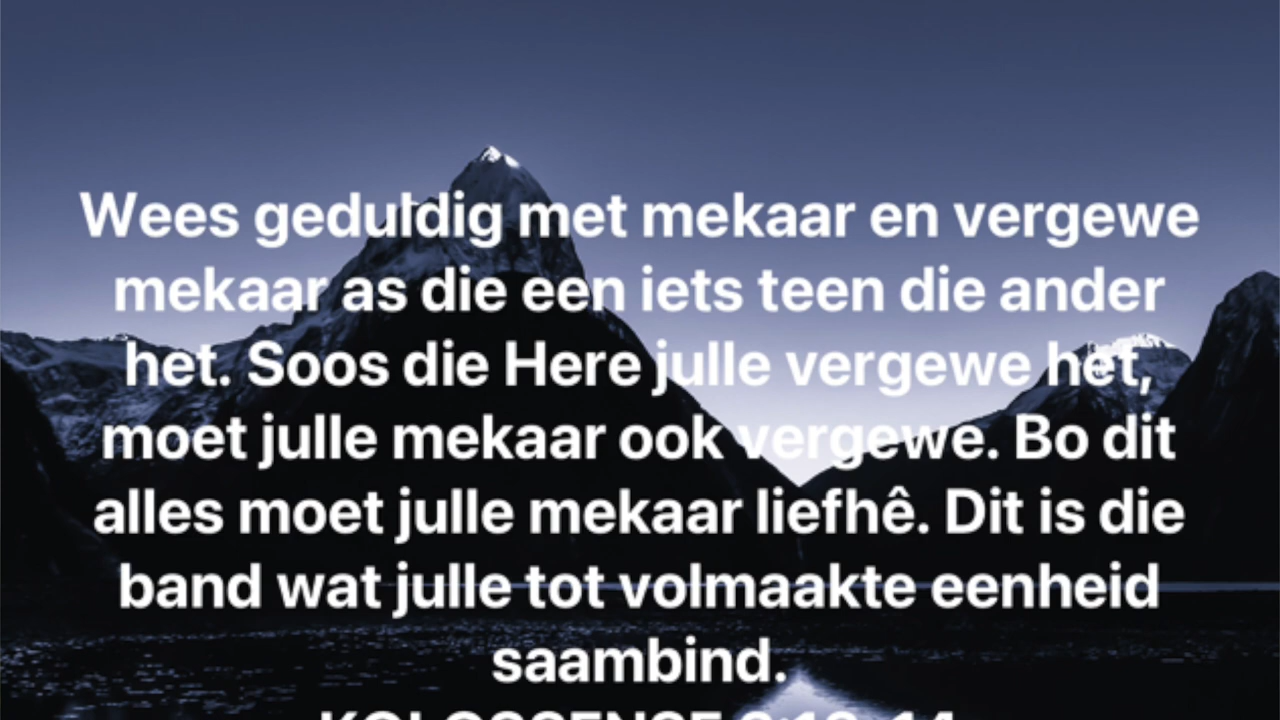 Wees geduldig met mekaar en vergewe
mekaar as die een iets teen die ander
het. Soos die Here julle vergewe het,
moet julle mekaar ook vergewe. Bo dit
alles moet julle mekaar liefhê. Dit is die
band wat julle tot volmaakte eenheid
saambind.